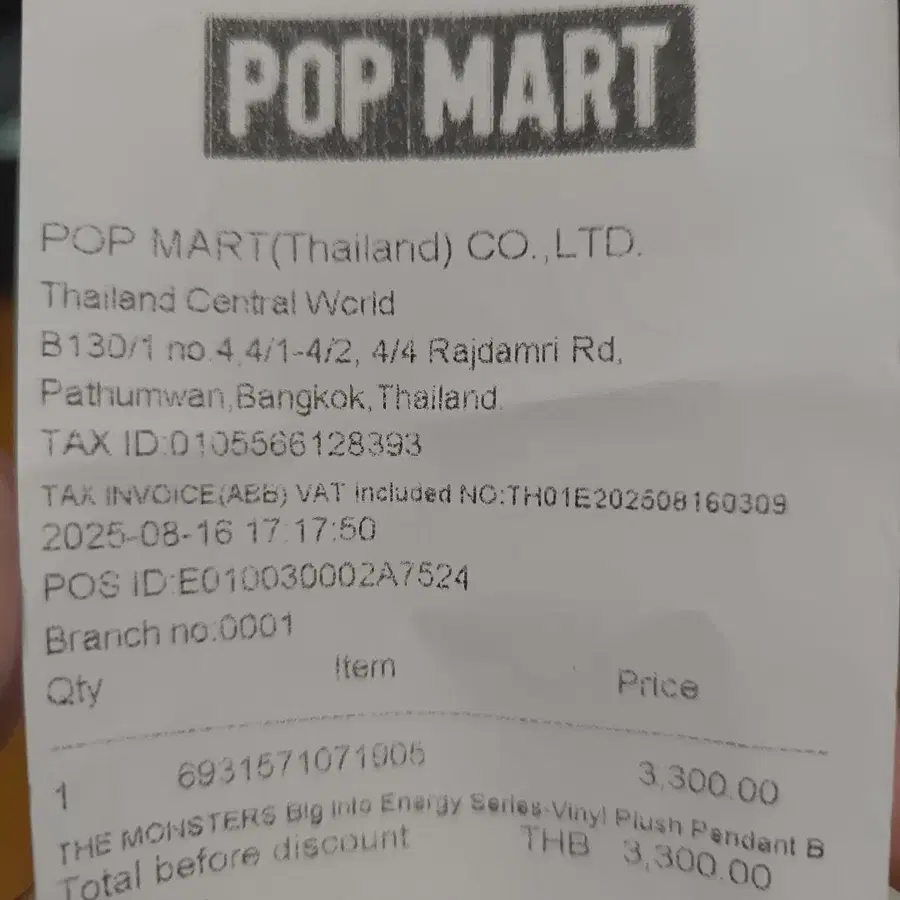 POP MART
POP MART(Thailand) CO.,LTD.
Thailand Central World
B130/1 no.4,4/1-4/2, 4/4 Rajdamri Rd,
Pathumwan,Bangkok,Thailand.
TAX ID:0105566128393
TAX INVOICE(ABB) VAT Included NO:TH01E202508160309
2025-08-16 17:17:50
POS ID:E010030002A7524
Branch no:0001
Qty Item Price
1 6931571071905 3,300.00
THE MONSTERS Big Into Energy Series-Vinyl Plush Pendant B
Total before discount THB 3,300.00